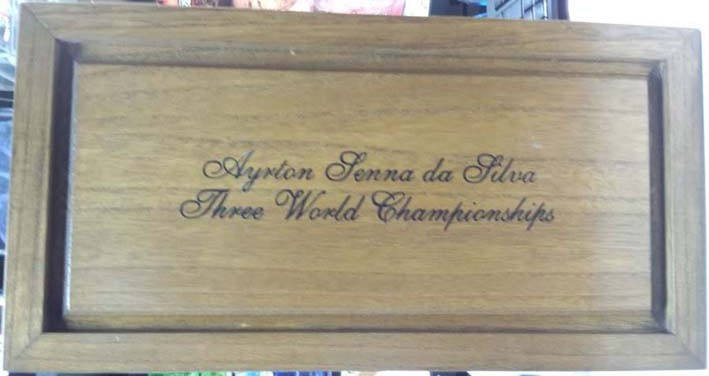 Ayrton Senna da Silva
Three World Championships